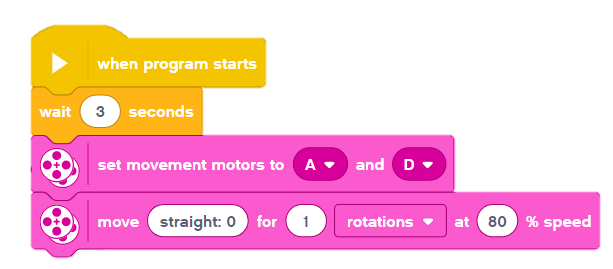 when program starts
wait 3 seconds
set movement motors to A and D
move straight: 0 for 1 rotations at 80 % speed